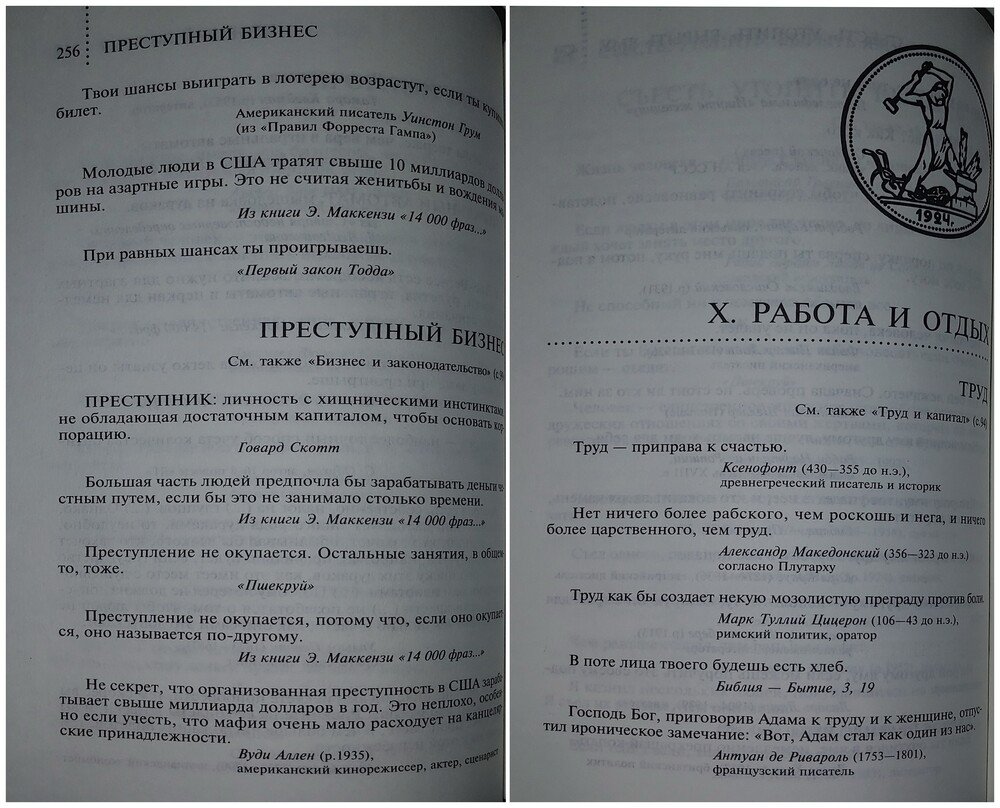 256 ПРЕСТУПНЫЙ БИЗНЕС
Твои шансы выиграть в лотерею возрастут, если ты
билет.
Американский писатель Уинстон Грум
(из «Правил Форреста Гампа»)
Молодые люди в США тратят свыше 10 миллиардов
ров на азартные игры. Это не считая женитьбы и вождения
шины.
Из книги Э. Маккензи «14 000 фраз...»
При равных шансах ты проигрываешь.
«Первый закон Тодда»
ПРЕСТУПНЫЙ БИЗНЕС
См. также «Бизнес и законодательство»
ПРЕСТУПНИК: личность с хищническими инстинктами,
не обладающая достаточным капиталом, чтобы основать кор-
порацию.
Говард Скотт
Большая часть людей предпочла бы зарабатывать деньги че-
стным путем, если бы это не занимало столько времени.
Из книги Э. Маккензи «14 000 фраз...»
Преступление не окупается. Остальные занятия, в общем-
то, тоже.
«Пшекруй»
Преступление не окупается, потому что, если оно окупает-
ся, оно называется по-другому.
Из книги Э. Маккензи «14 000 фраз...»
Не секрет, что организованная преступность в США зараба-
тывает свыше миллиарда долларов в год. Это неплохо, особен-
но если учесть, что мафия очень мало расходует на канцеляр-
ские принадлежности.
Вуди Аллен (р.1935),
американский кинорежиссер, актер, сценарист
1924г.
X. РАБОТА И ОТДЫХ
ТРУД
См. также «Труд и капитал» (с.94)
Труд — приправа к счастью.
Ксенофонт (430—355 до н.э.),
древнегреческий писатель и историк
Нет ничего более рабского, чем роскошь и нега, и ничего
более царственного, чем труд.
Александр Македонский (356—323 до н.э.)
согласно Плутарху
Труд как бы создает некую мозолистую преграду против боли.
Марк Туллий Цицерон (106—43 до н.э.),
римский политик, оратор
В поте лица твоего будешь есть хлеб.
Библия — Бытие, 3, 19
Господь Бог, приговорив Адама к труду и к женщине, отпус-
тил ироническое замечание: «Вот, Адам стал как один из нас».
Антуан де Ривароль (1753—1801),
французский писатель